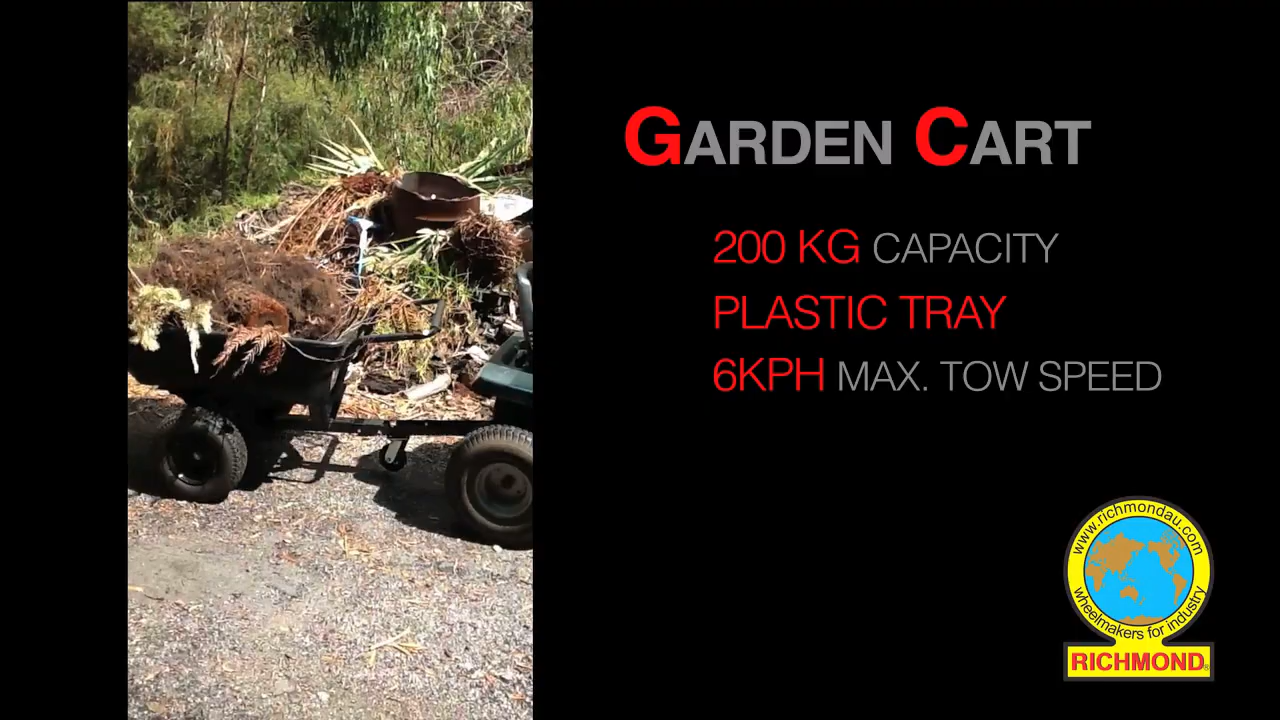 GARDEN CART
200 KG CAPACITY
PLASTIC TRAY
6KPH MAX. TOW SPEED
www.richmondau.com
wheelmakers for industry
RICHMOND®